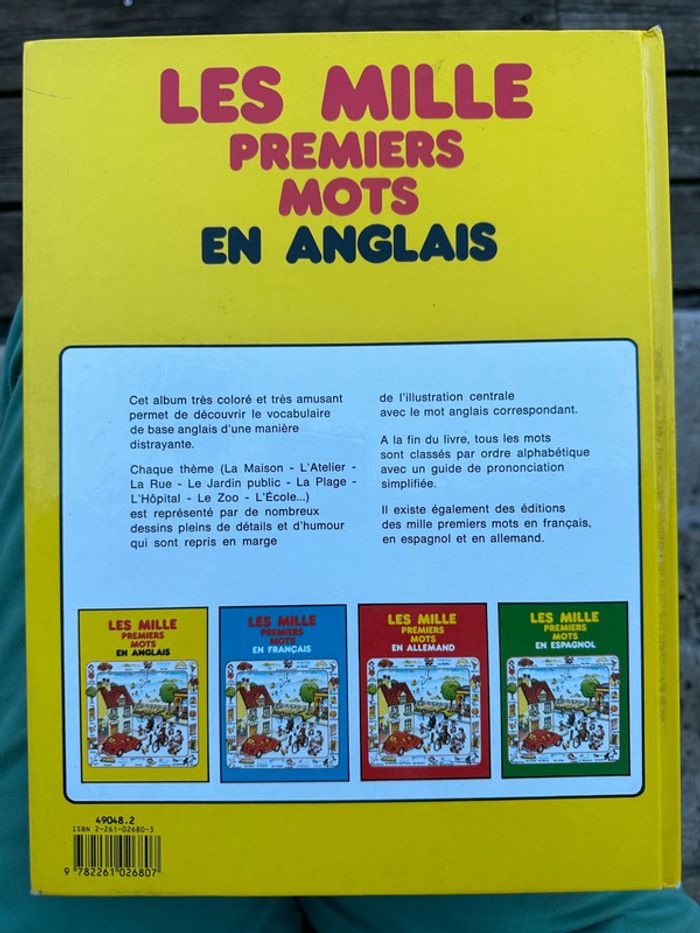 LES MILLE
PREMIERS
MOTS
EN ANGLAIS
Cet album très coloré et très amusant
permet de découvrir le vocabulaire
de base anglais d'une manière
distrayante.
Chaque thème (La Maison - L'Atelier -
La Rue - Le Jardin public - La Plage -
L'Hôpital - Le Zoo - L'École...)
est représenté par de nombreux
dessins pleins de détails et d'humour
qui sont repris en marge
de l'illustration centrale
avec le mot anglais correspondant.
A la fin du livre, tous les mots
sont classés par ordre alphabétique
avec un guide de prononciation
simplifiée.
Il existe également des éditions
des mille premiers mots en français,
en espagnol et en allemand.
LES MILLE
PREMIERS
MOTS
EN ANGLAIS
LES MILLE
PREMIERS
MOTS
EN FRANÇAIS
LES MILLE
PREMIERS
MOTS
EN ALLEMAND
LES MILLE
PREMIERS
MOTS
EN ESPAGNOL
49048.2
ISBN 2-261-02680-3
9 782261 026807